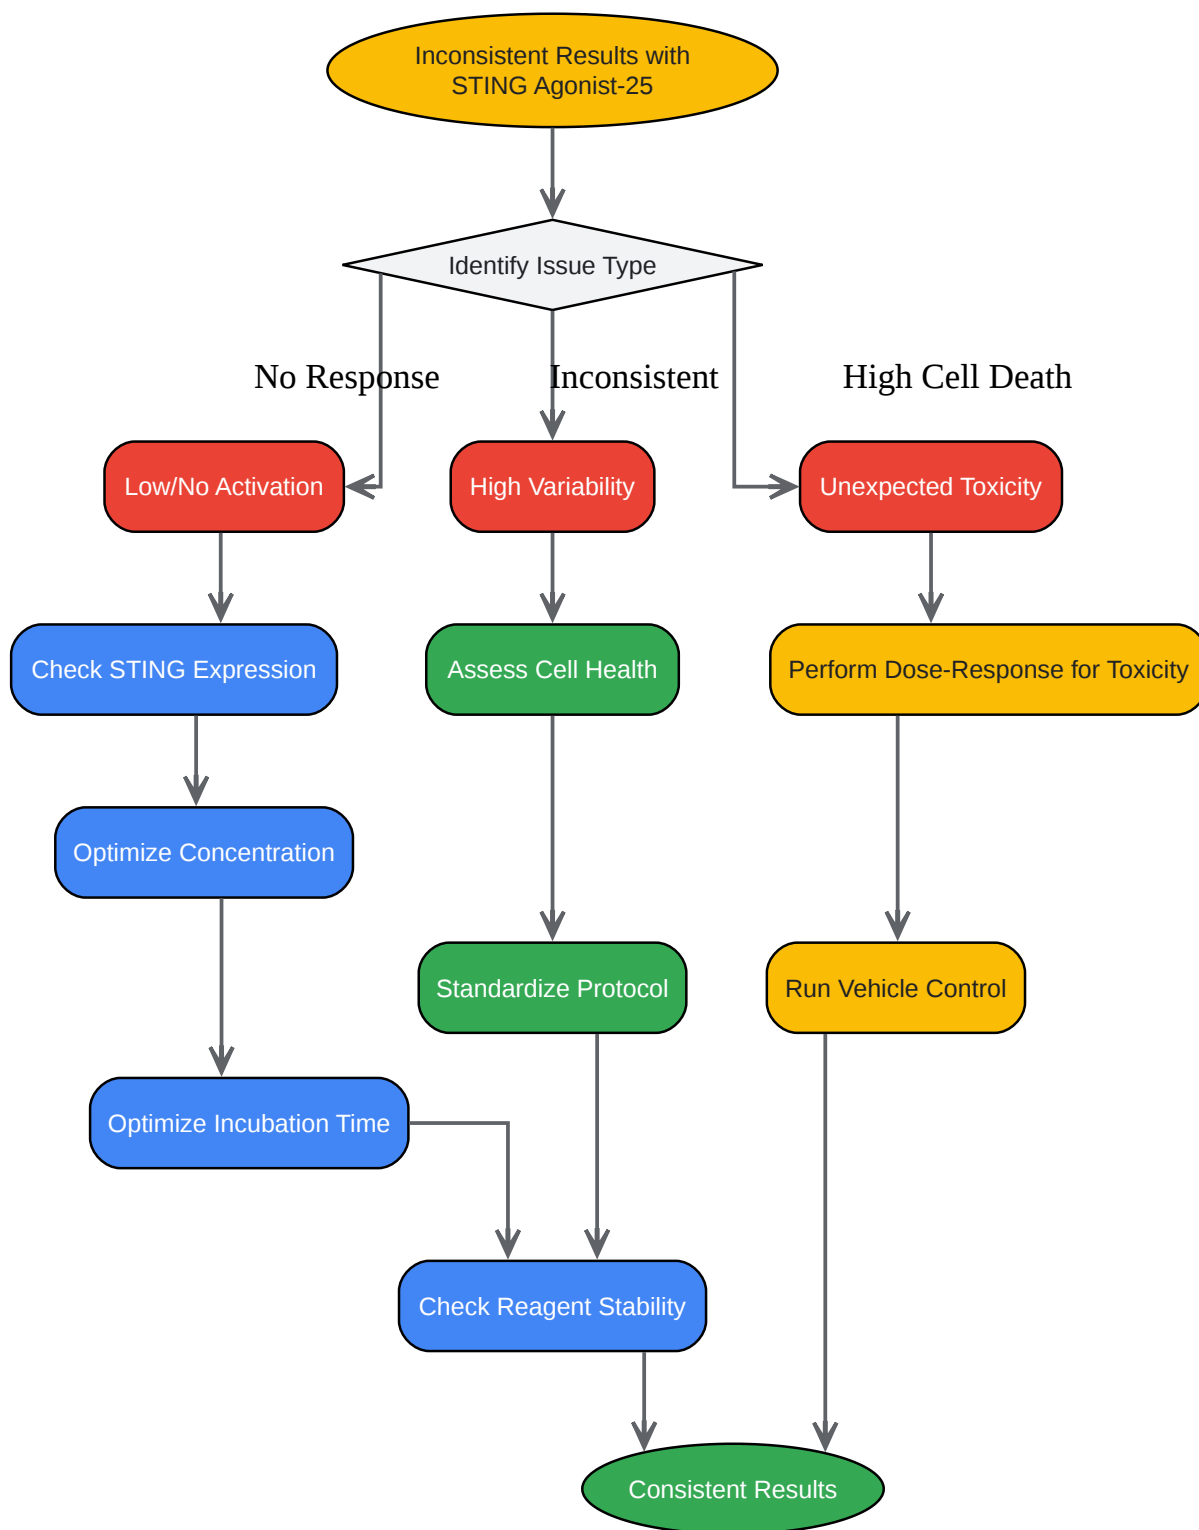 Inconsistent Results with
STING Agonist-25
Identify Issue Type
No Response
Inconsistent
High Cell Death
Low/No Activation
High Variability
Unexpected Toxicity
Check STING Expression
Assess Cell Health
Perform Dose-Response for Toxicity
Optimize Concentration
Standardize Protocol
Run Vehicle Control
Optimize Incubation Time
Check Reagent Stability
Consistent Results